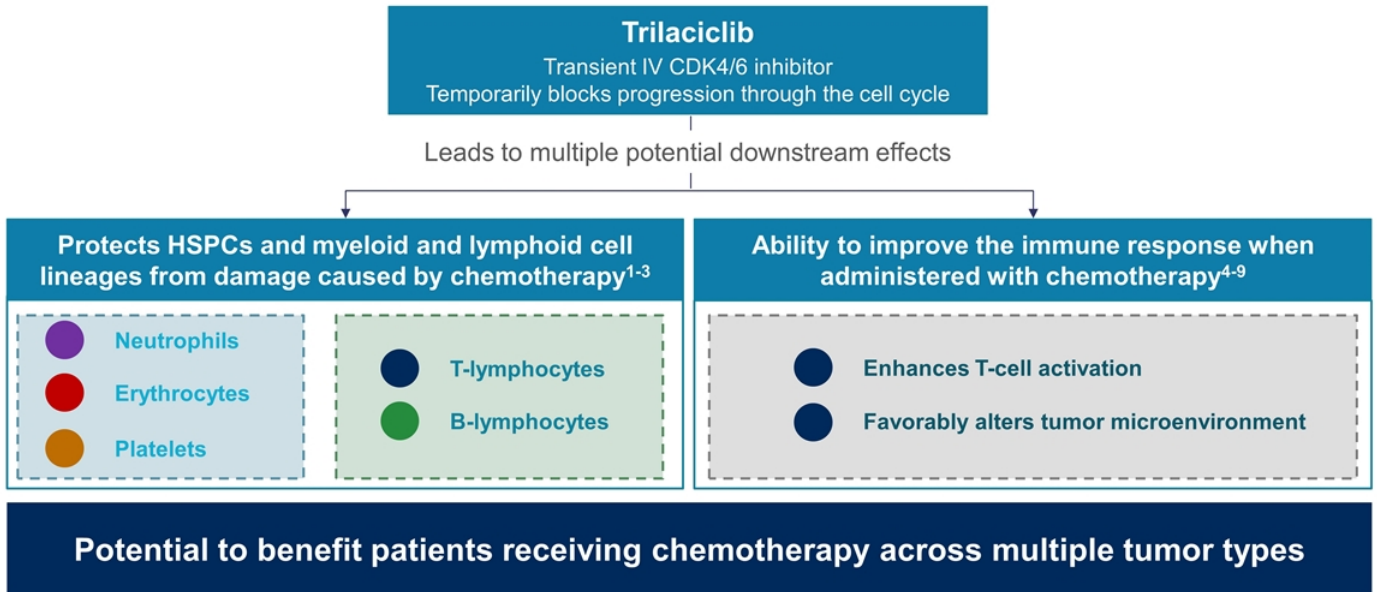 Trilaciclib
Transient IV CDK4/6 inhibitor
Temporarily blocks progression through the cell cycle
Leads to multiple potential downstream effects
Protects HSPCs and myeloid and lymphoid cell
lineages from damage caused by chemotherapy1-3
Neutrophils
Erythrocytes
Platelets
T-lymphocytes
B-lymphocytes
Ability to improve the immune response when
administered with chemotherapy4-9
Enhances T-cell activation
Favorably alters tumor microenvironment
Potential to benefit patients receiving chemotherapy across multiple tumor types